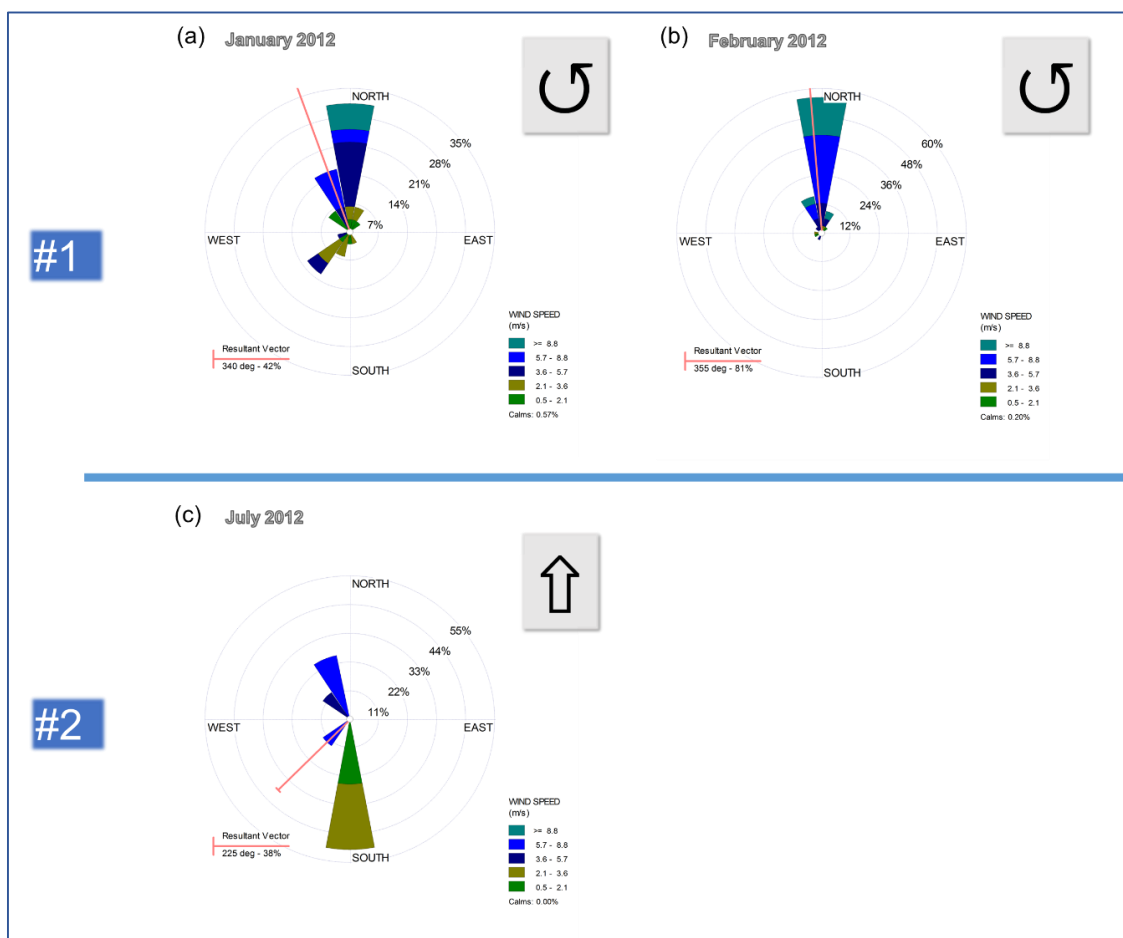 (a) January 2012
NORTH
35%
28%
21%
14%
7%
WEST
EAST
SOUTH
Resultant Vector
340 deg - 42%
WIND SPEED
(m/s)
>= 8.8
5.7 - 8.8
3.6 - 5.7
2.1 - 3.6
0.5 - 2.1
Calms: 0.57%
(b) February 2012
NORTH
60%
48%
36%
24%
12%
WEST
EAST
SOUTH
Resultant Vector
355 deg - 81%
WIND SPEED
(m/s)
>= 8.8
5.7 - 8.8
3.6 - 5.7
2.1 - 3.6
0.5 - 2.1
Calms: 0.20%
#1
(c) July 2012
NORTH
55%
44%
33%
22%
11%
WEST
EAST
SOUTH
Resultant Vector
225 deg - 38%
WIND SPEED
(m/s)
>= 8.8
5.7 - 8.8
3.6 - 5.7
2.1 - 3.6
0.5 - 2.1
Calms: 0.00%
#2